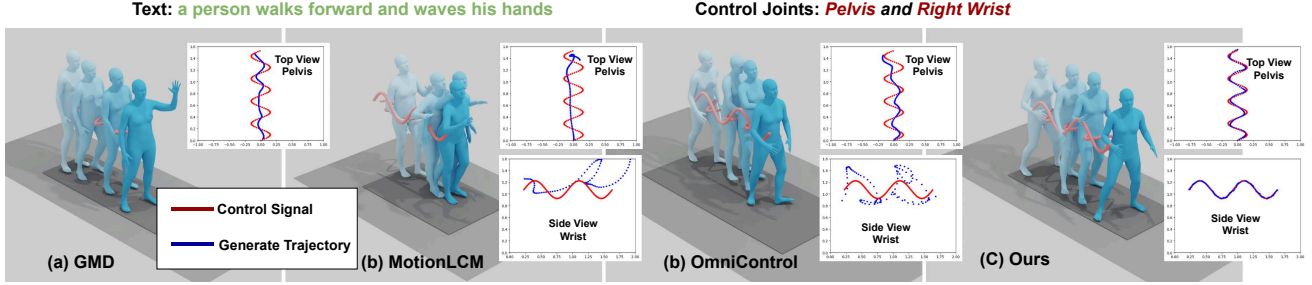 Text: a person walks forward and waves his hands
Control Joints: Pelvis and Right Wrist
Top View
Pelvis
Top View
Pelvis
Top View
Pelvis
Top View
Pelvis
Control Signal
Generate Trajectory
Side View
Wrist
Side View
Wrist
Side View
Wrist
(a) GMD
(b) MotionLCM
(b) OmniControl
(C) Ours